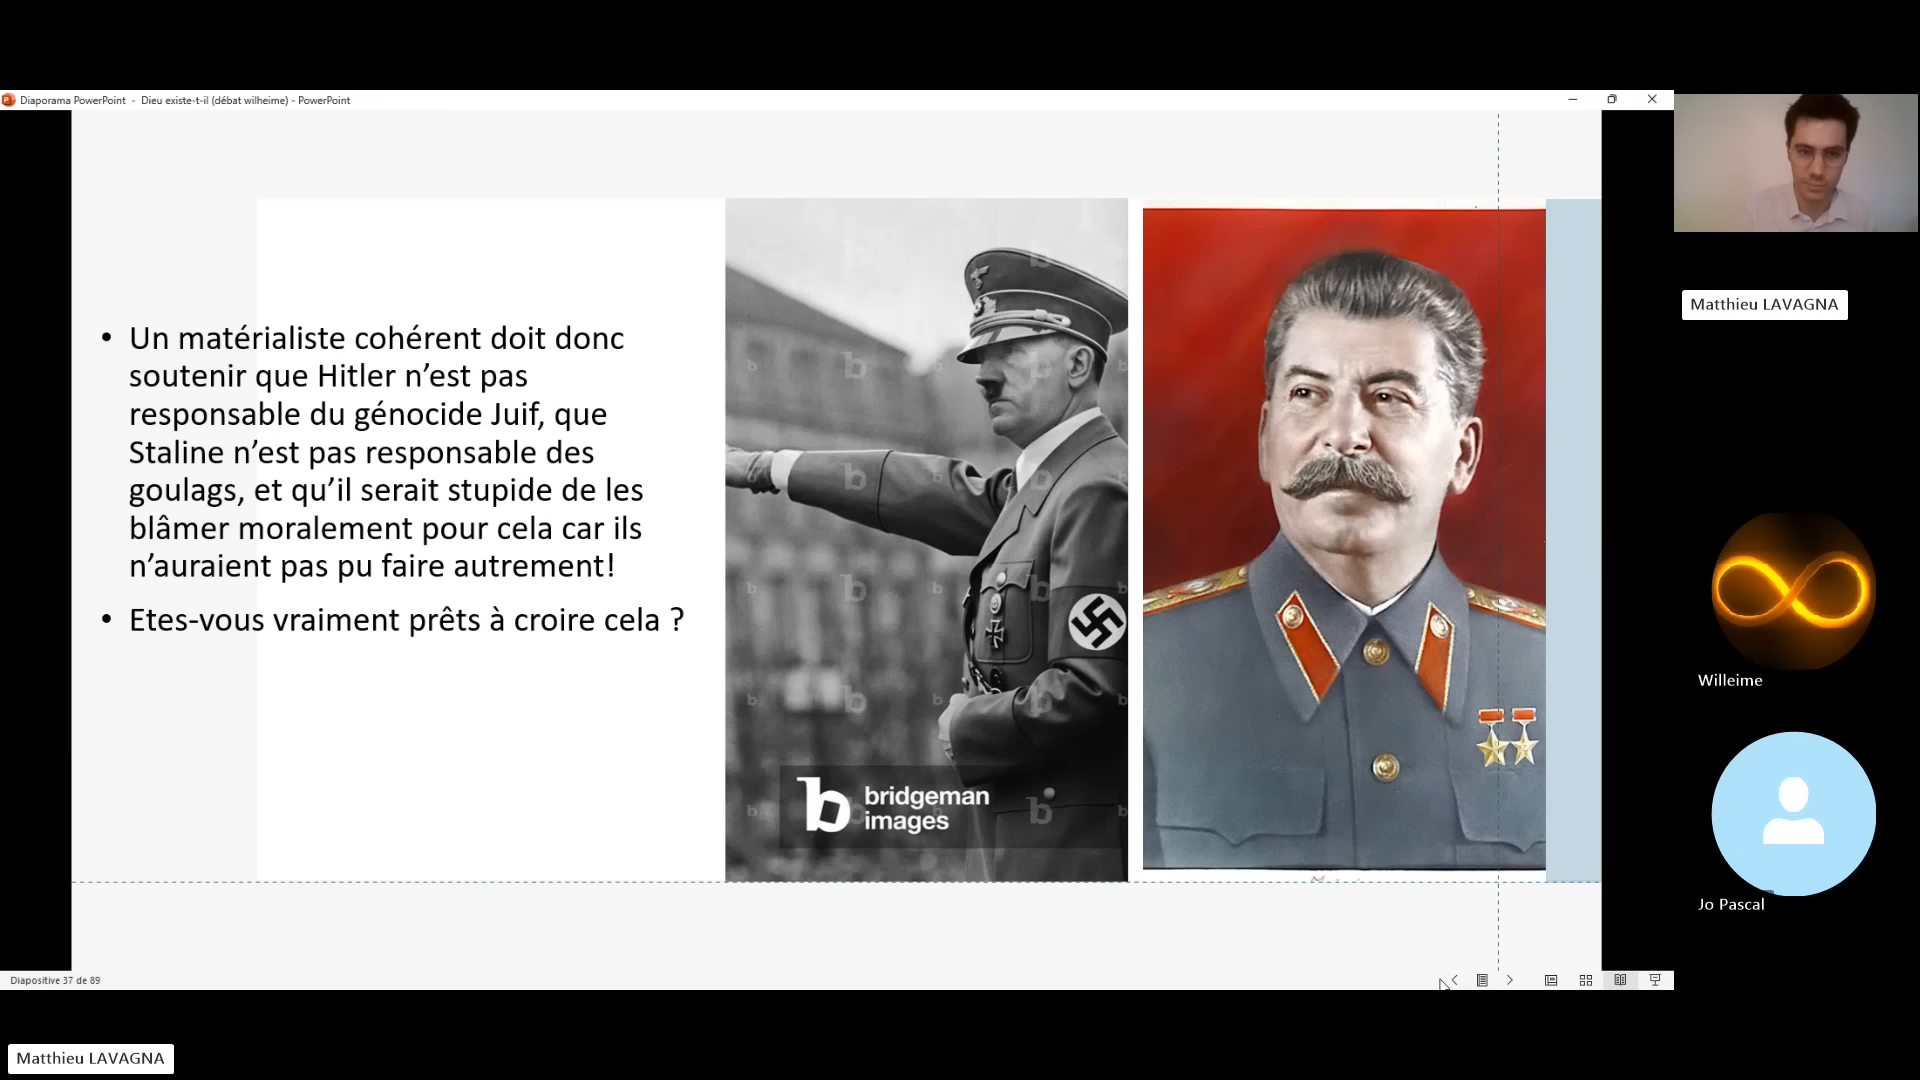 Diaporama PowerPoint - Dieu existe-t-il (débat wilheime) - PowerPoint
• Un matérialiste cohérent doit donc
soutenir que Hitler n’est pas
responsable du génocide Juif, que
Staline n’est pas responsable des
goulags, et qu’il serait stupide de les
blâmer moralement pour cela car ils
n’auraient pas pu faire autrement!
• Etes-vous vraiment prêts à croire cela ?
b bridgeman
images
Matthieu LAVAGNA
Willeime
Jo Pascal
Diapositive 37 de 89
Matthieu LAVAGNA